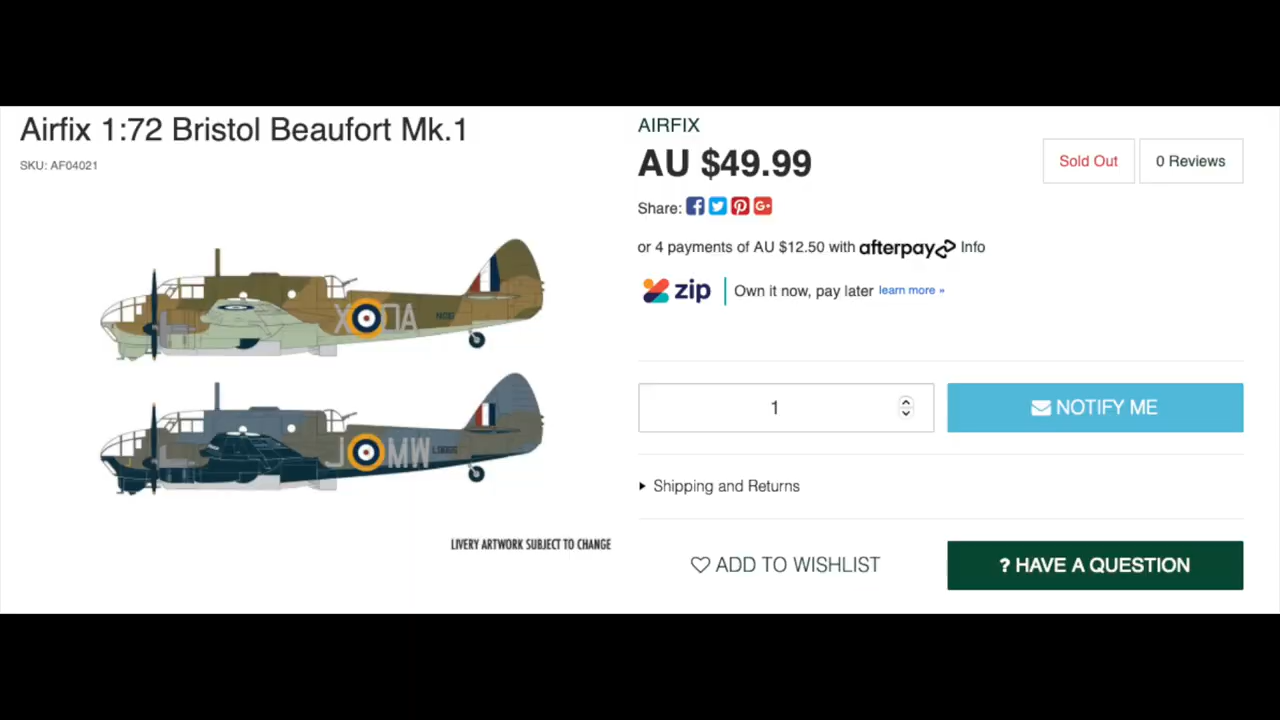 Airfix 1:72 Bristol Beaufort Mk.1
SKU: AF04021
X OA
J MW
LIVERY ARTWORK SUBJECT TO CHANGE
AIRFIX
AU $49.99
Sold Out
0 Reviews
Share:
or 4 payments of AU $12.50 with afterpay Info
zip Own it now, pay later learn more »
1
NOTIFY ME
Shipping and Returns
ADD TO WISHLIST
? HAVE A QUESTION